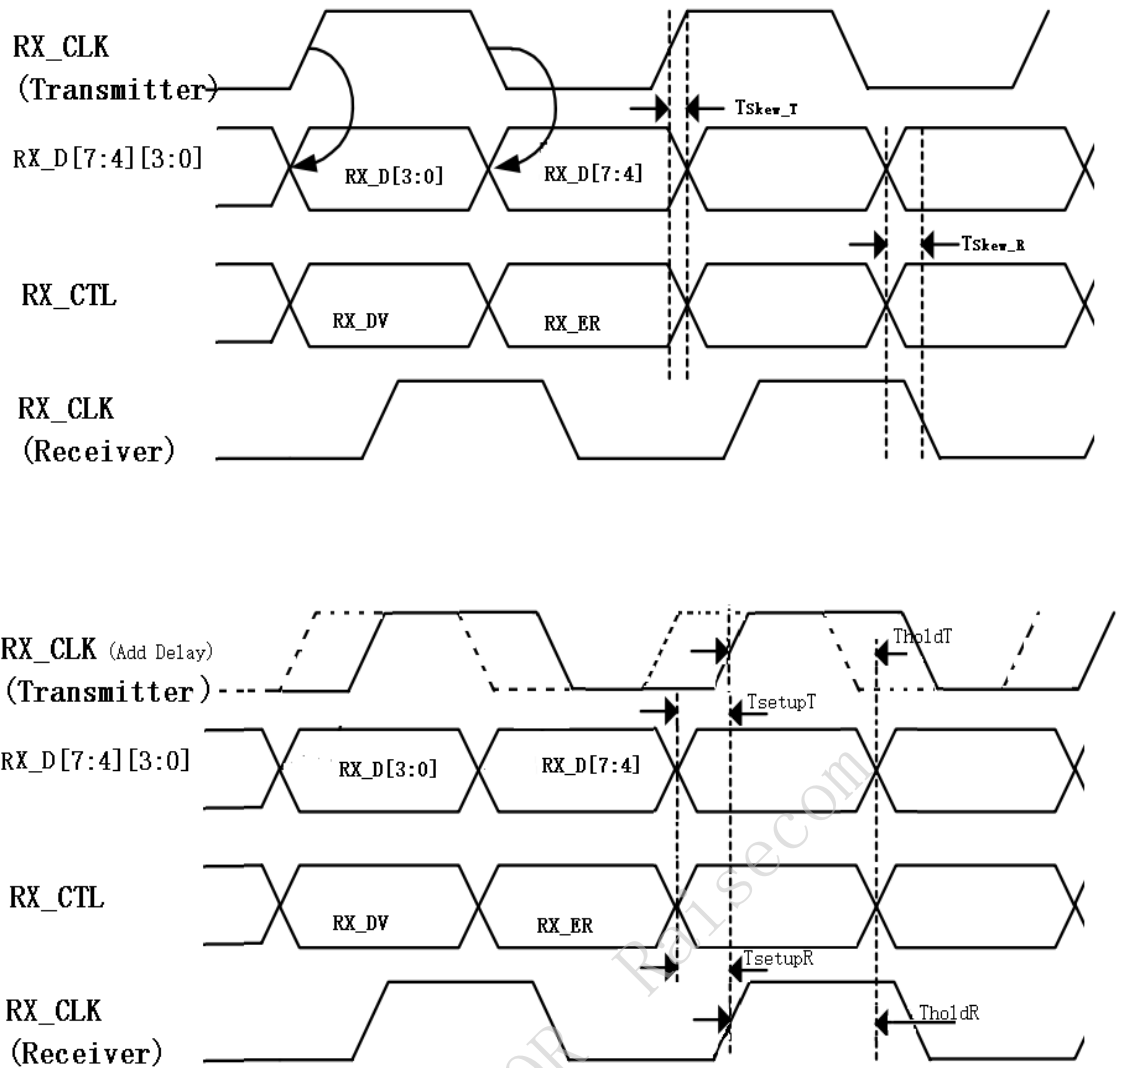 RX_CLK
(Transmitter)
TSkew_T
RX_D[7:4][3:0]
RX_D[3:0]
RX_D[7:4]
TSkew_R
RX_CTL
RX_DV
RX_ER
RX_CLK
(Receiver)
RX_CLK (Add Delay)
(Transmitter)
TholdT
TsetupT
RX_D[7:4][3:0]
RX_D[3:0]
RX_D[7:4]
RX_CTL
RX_DV
RX_ER
TsetupR
RX_CLK
(Receiver)
TholdR
Raisecom
OR